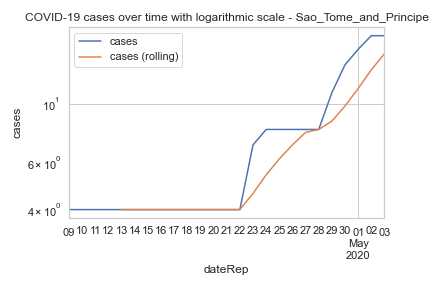 COVID-19 cases over time with logarithmic scale - Sao_Tome_and_Principe
cases
cases (rolling)
cases
10¹
6 × 10⁰
4 × 10⁰
09 10 11 12 13 14 15 16 17 18 19 20 21 22 23 24 25 26 27 28 29 30 01 02 03
May
2020
dateRep